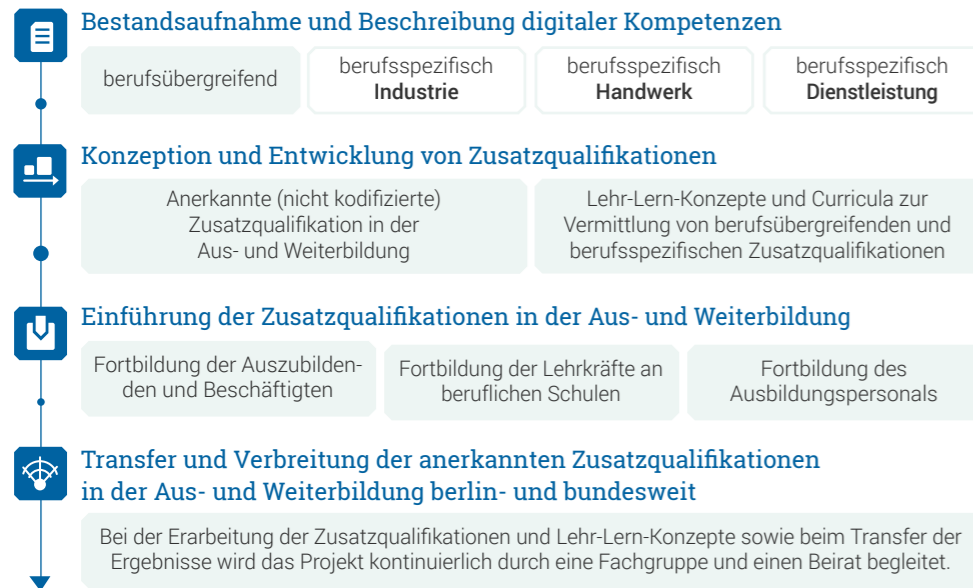 Bestandsaufnahme und Beschreibung digitaler Kompetenzen
berufsübergreifend
berufsspezifisch
Industrie
berufsspezifisch
Handwerk
berufsspezifisch
Dienstleistung
Konzeption und Entwicklung von Zusatzqualifikationen
Anerkannte (nicht kodifizierte)
Zusatzqualifikation in der
Aus- und Weiterbildung
Lehr-Lern-Konzepte und Curricula zur
Vermittlung von berufsübergreifenden und
berufsspezifischen Zusatzqualifikationen
Einführung der Zusatzqualifikationen in der Aus- und Weiterbildung
Fortbildung der Auszubilden-
den und Beschäftigten
Fortbildung der Lehrkräfte an
beruflichen Schulen
Fortbildung des
Ausbildungspersonals
Transfer und Verbreitung der anerkannten Zusatzqualifikationen
in der Aus- und Weiterbildung berlin- und bundesweit
Bei der Erarbeitung der Zusatzqualifikationen und Lehr-Lern-Konzepte sowie beim Transfer der
Ergebnisse wird das Projekt kontinuierlich durch eine Fachgruppe und einen Beirat begleitet.